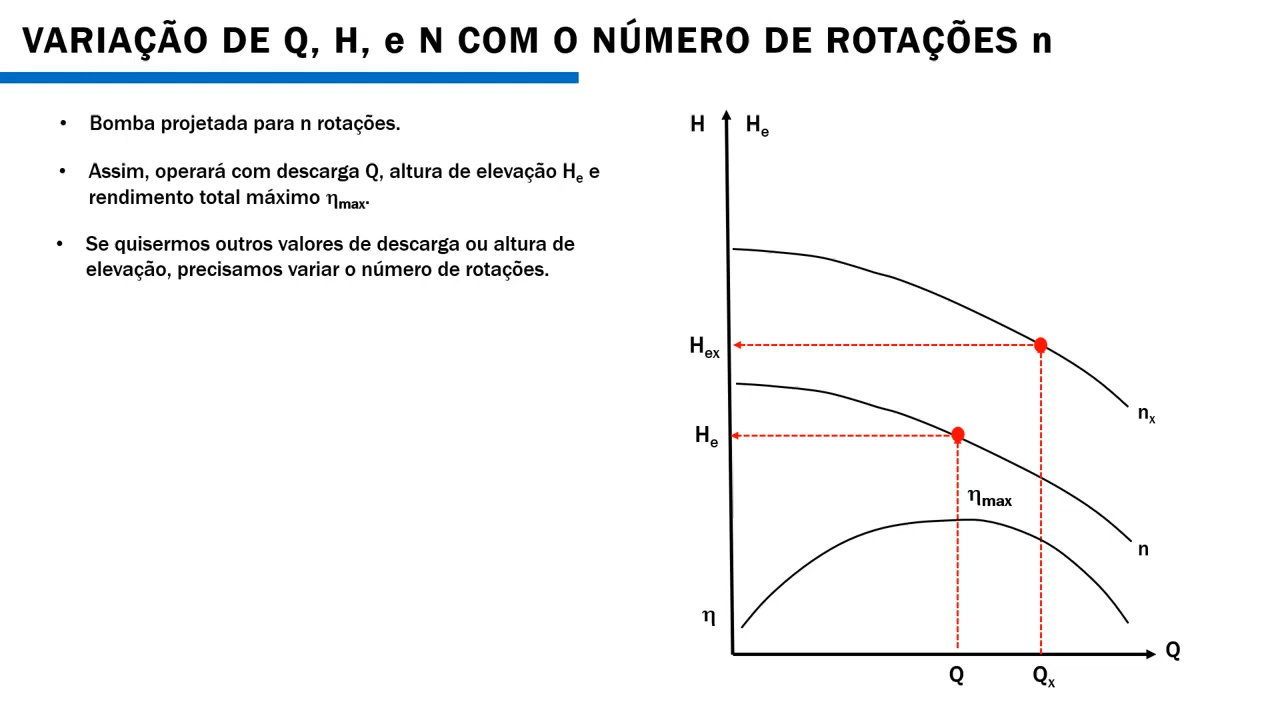 VARIAÇÃO DE Q, H, e N COM O NÚMERO DE ROTAÇÕES n
• Bomba projetada para n rotações.
• Assim, operará com descarga Q, altura de elevação He e
rendimento total máximo ηmax.
• Se quisermos outros valores de descarga ou altura de
elevação, precisamos variar o número de rotações.
H He
Hex
nx
He
ηmax
n
η
Q
Q Qx